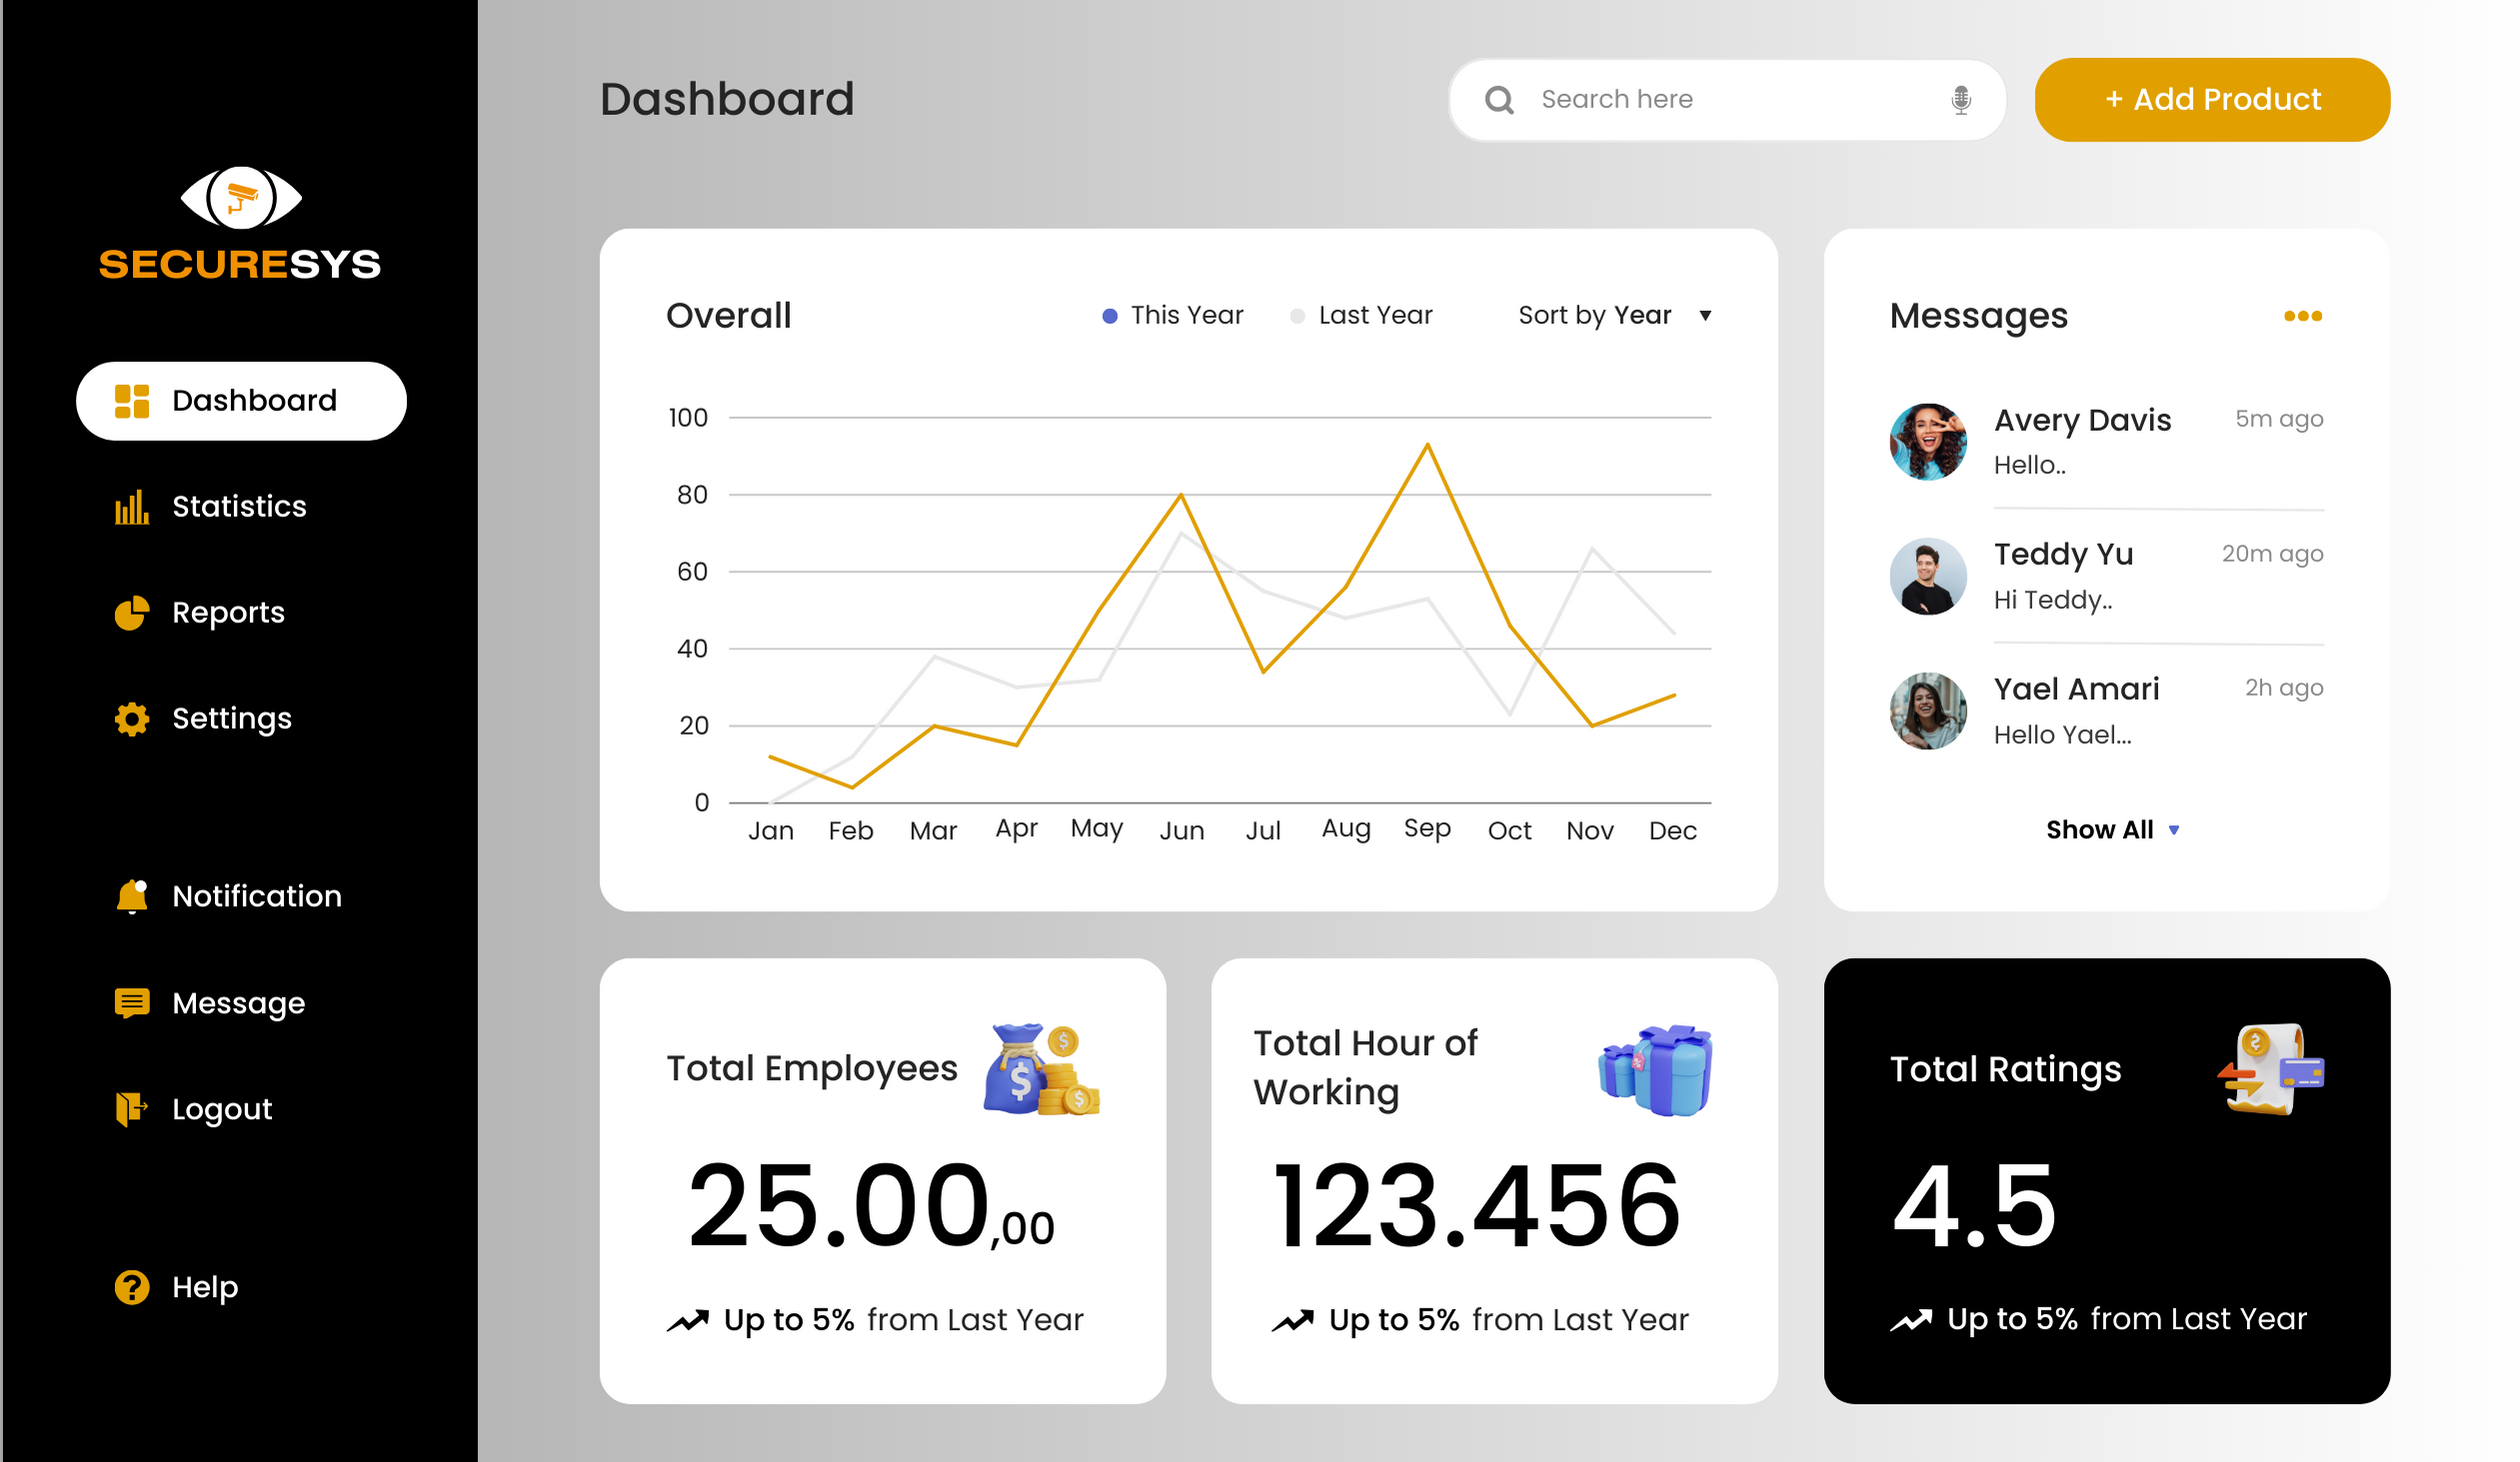 SECURESYS
Dashboard
Statistics
Reports
Settings
Notification
Message
Logout
Help
Dashboard
Search here
+ Add Product
Overall
This Year
Last Year
Sort by Year
100
80
60
40
20
0
Jan Feb Mar Apr May Jun Jul Aug Sep Oct Nov Dec
Messages
Avery Davis
5m ago
Hello..
Teddy Yu
20m ago
Hi Teddy..
Yael Amari
2h ago
Hello Yael...
Show All
Total Employees
25.00,00
Up to 5% from Last Year
Total Hour of
Working
123.456
Up to 5% from Last Year
Total Ratings
4.5
Up to 5% from Last Year